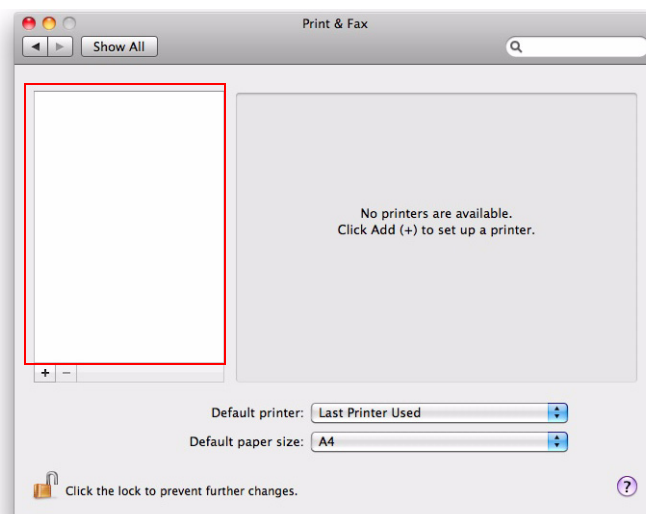 Print & Fax
Show All
No printers are available.
Click Add (+) to set up a printer.
+ −
Default printer: Last Printer Used
Default paper size: A4
Click the lock to prevent further changes.
?